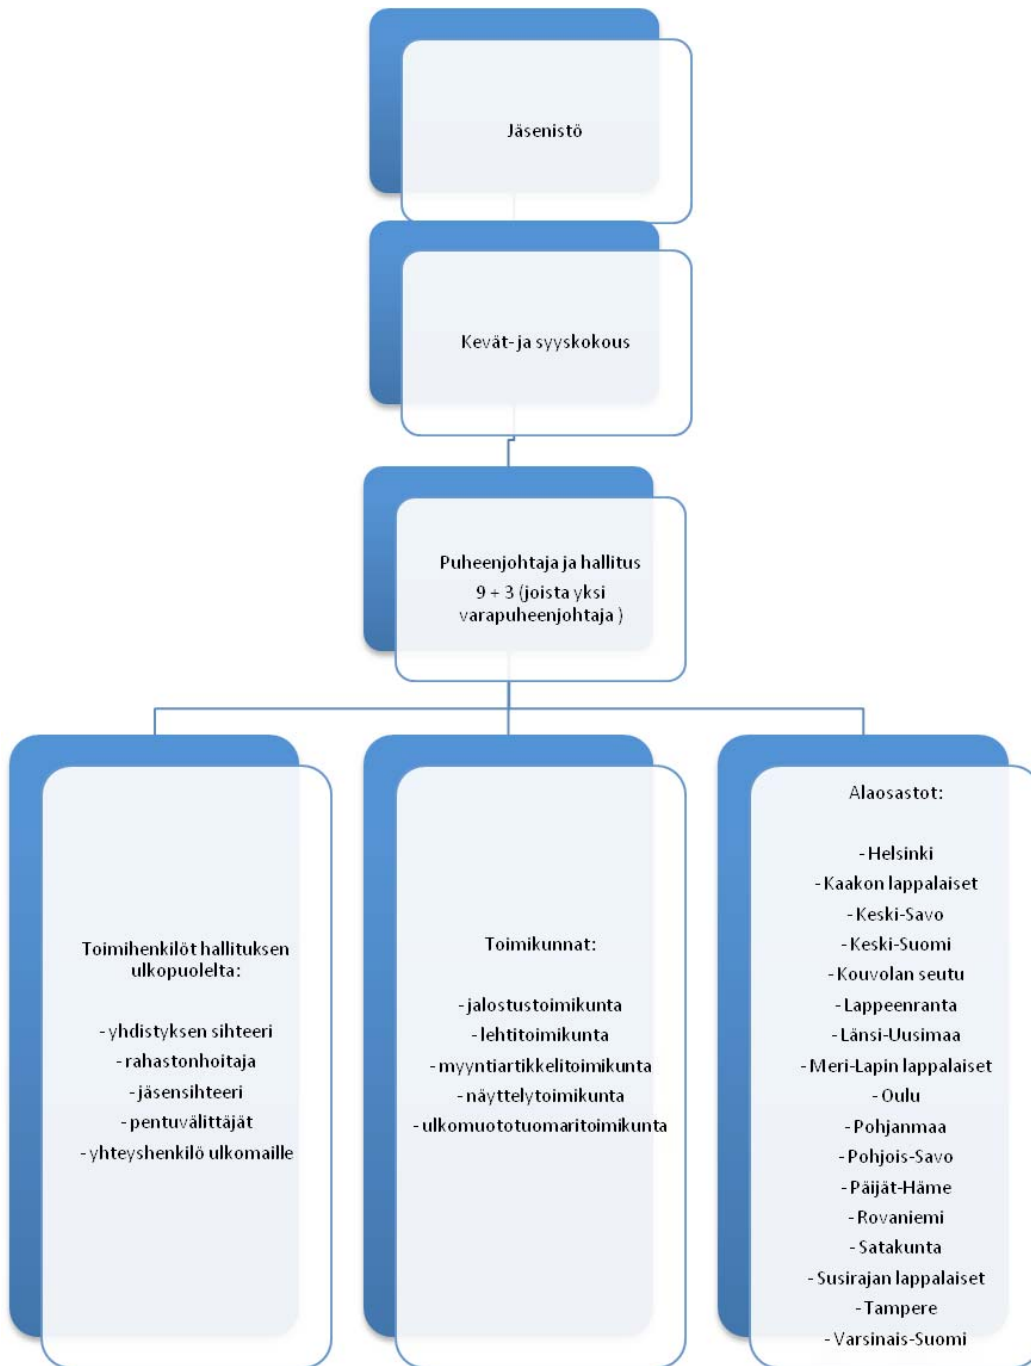 Jäsenistö
Kevät- ja syyskokous
Puheenjohtaja ja hallitus
9 + 3 (joista yksi
varapuheenjohtaja )
Toimihenkilöt hallituksen
ulkopuolelta:
- yhdistyksen sihteeri
- rahastonhoitaja
- jäsensihteeri
- pentuvälittäjät
- yhteyshenkilö ulkomaille
Toimikunnat:
- jalostustoimikunta
- lehtitoimikunta
- myyntiartikkelitoimikunta
- näyttelytoimikunta
- ulkomuototuomaritoimikunta
Alaosastot:
- Helsinki
- Kaakon lappalaiset
- Keski-Savo
- Keski-Suomi
- Kouvolan seutu
- Lappeenranta
- Länsi-Uusimaa
- Meri-Lapin lappalaiset
- Oulu
- Pohjanmaa
- Pohjois-Savo
- Päijät-Häme
- Rovaniemi
- Satakunta
- Susirajan lappalaiset
- Tampere
- Varsinais-Suomi